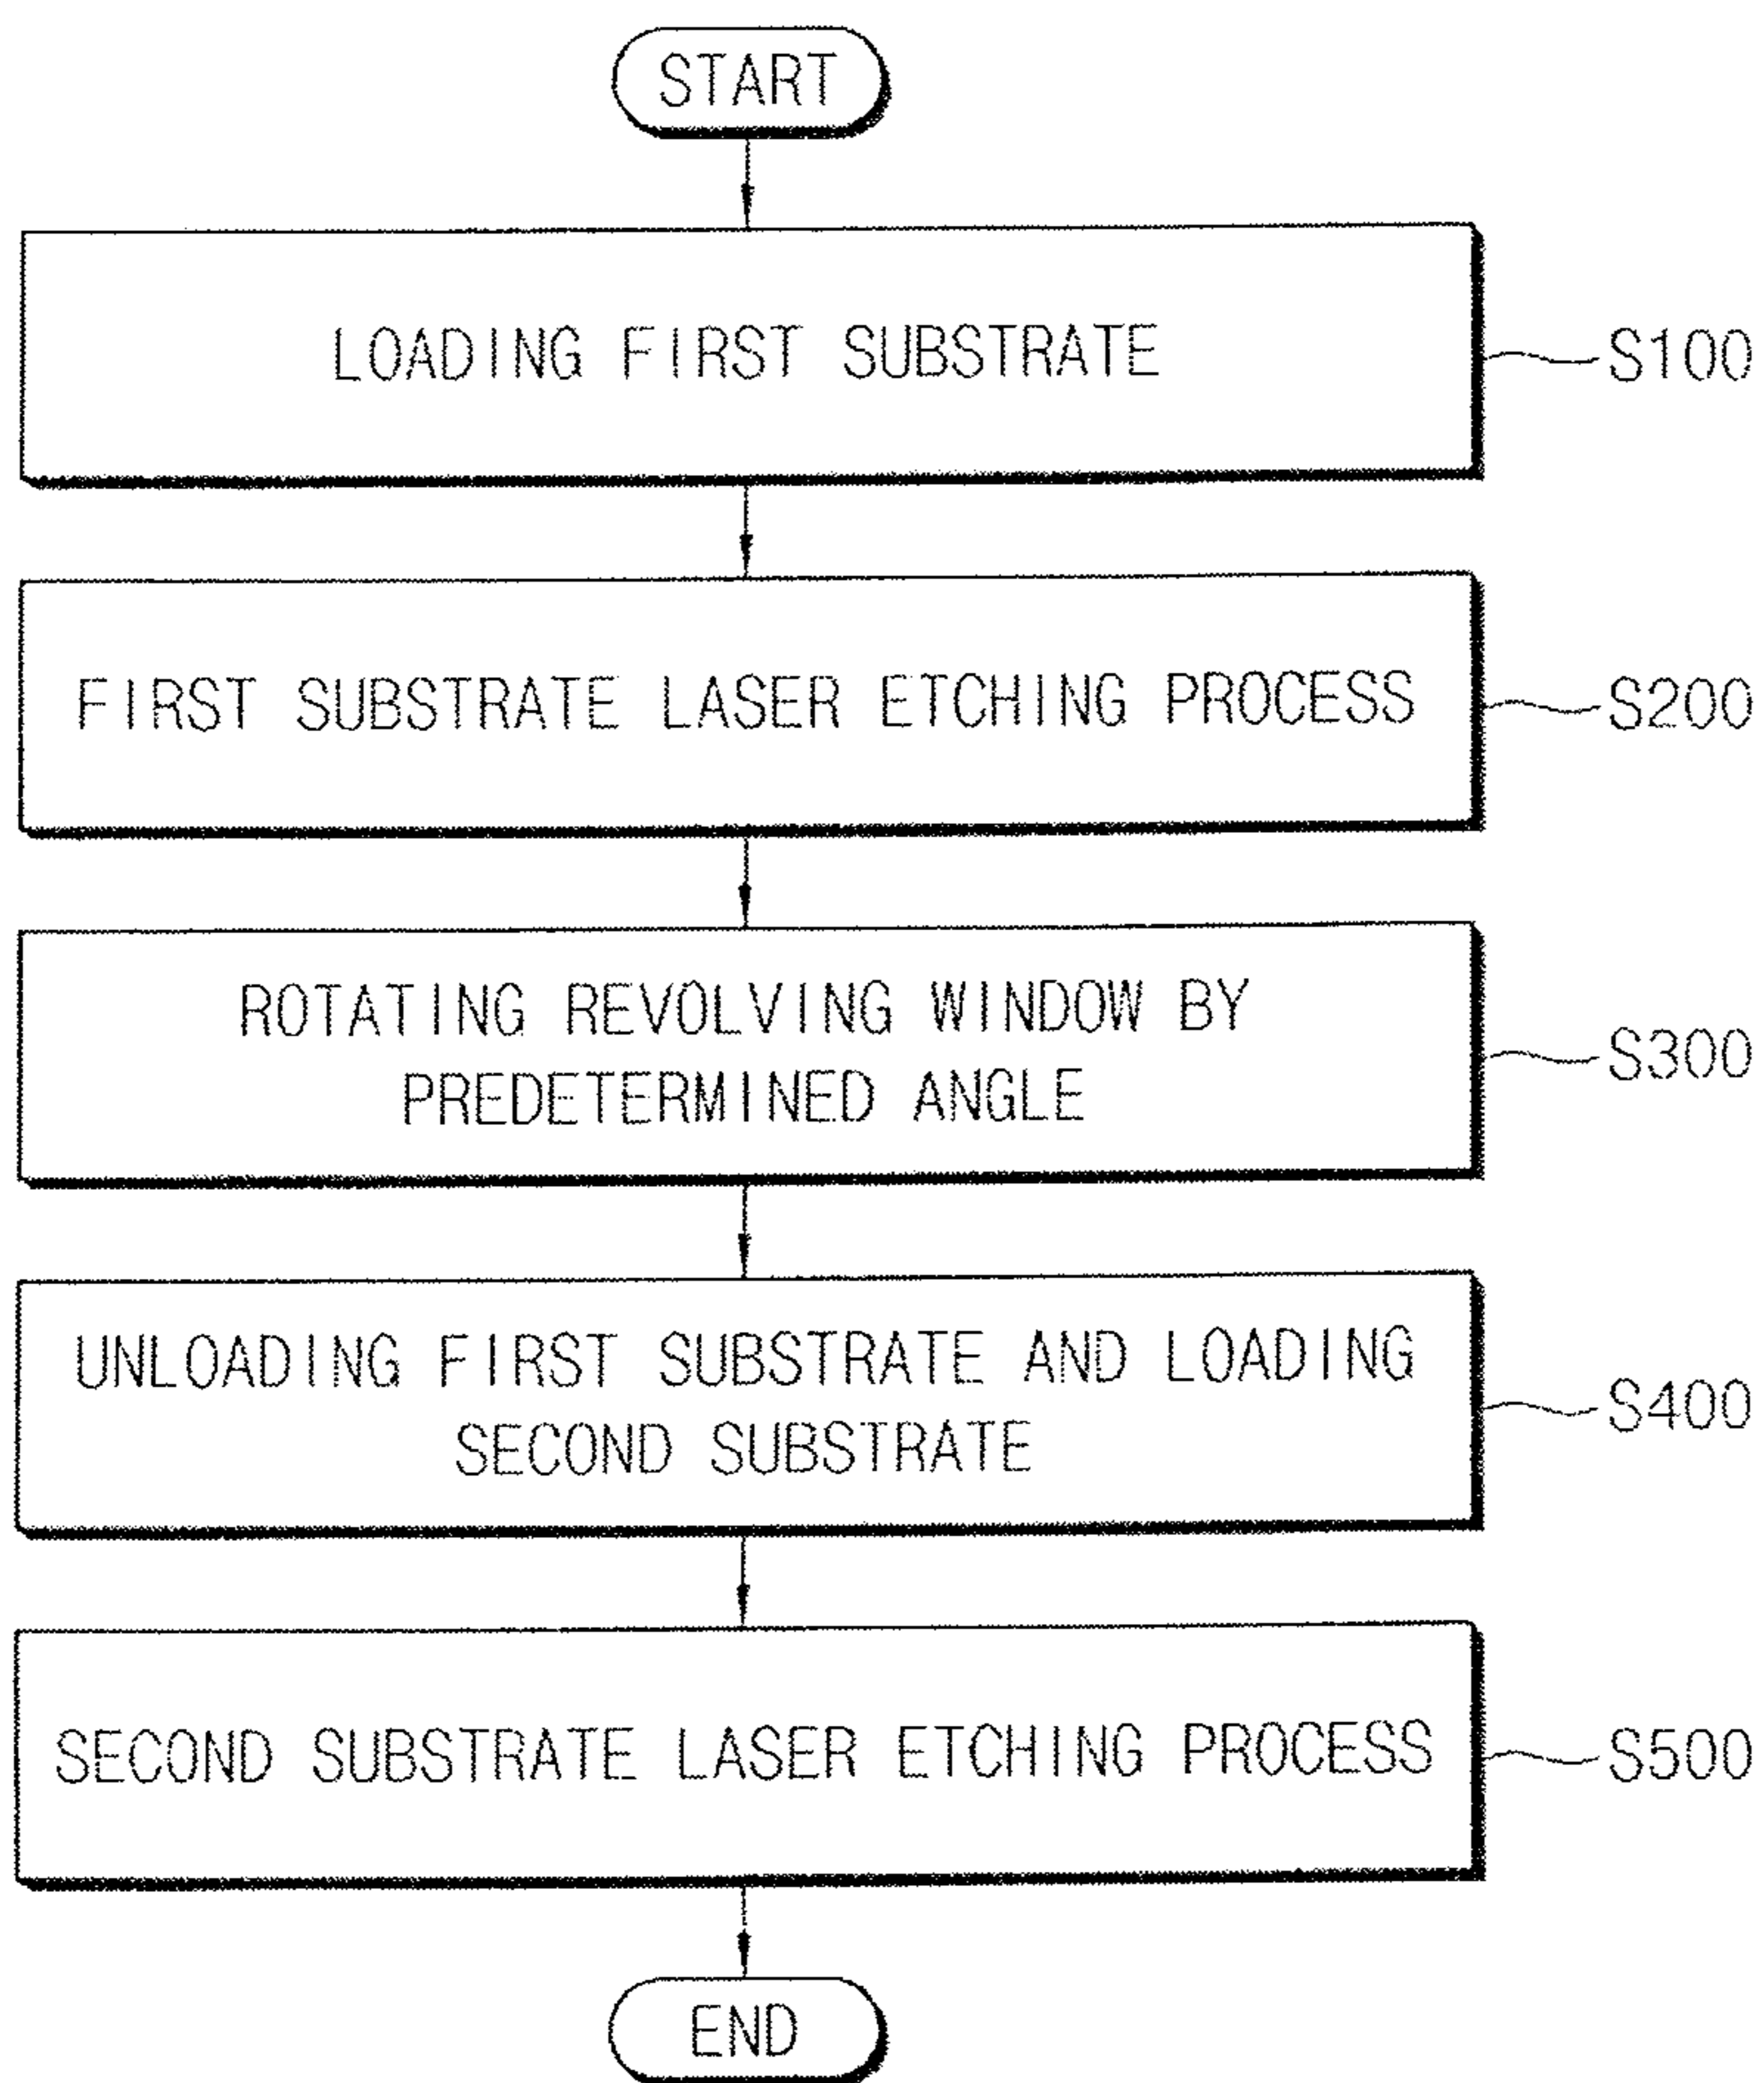 START
LOADING FIRST SUBSTRATE
S100
FIRST SUBSTRATE LASER ETCHING PROCESS
S200
ROTATING REVOLVING WINDOW BY
PREDETERMINED ANGLE
S300
UNLOADING FIRST SUBSTRATE AND LOADING
SECOND SUBSTRATE
S400
SECOND SUBSTRATE LASER ETCHING PROCESS
S500
END